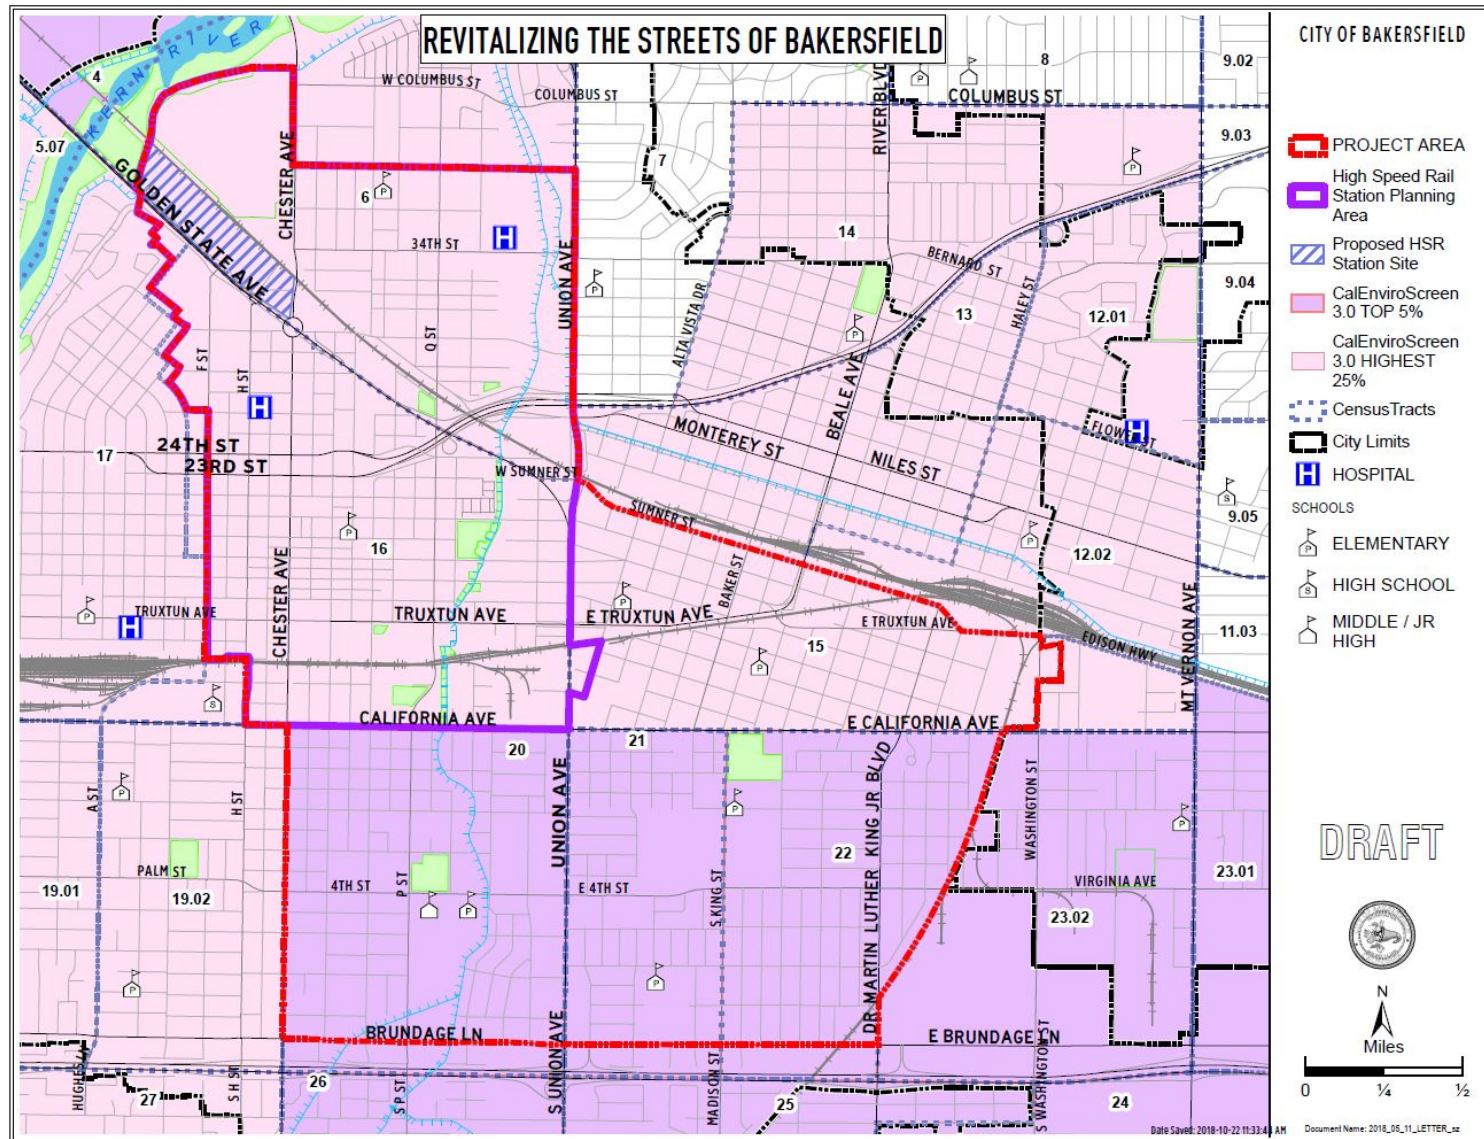 REVITALIZING THE STREETS OF BAKERSFIELD
CITY OF BAKERSFIELD
PROJECT AREA
High Speed Rail
Station Planning
Area
Proposed HSR
Station Site
CalEnviroScreen
3.0 TOP 5%
CalEnviroScreen
3.0 HIGHEST
25%
CensusTracts
City Limits
H HOSPITAL
SCHOOLS
P ELEMENTARY
S HIGH SCHOOL
MIDDLE / JR
HIGH
DRAFT
N
Miles
0 ¼ ½
Document Name: 2018_05_11_LETTER_sz
4
KERN RIVER
W COLUMBUS ST
COLUMBUS ST
RIVER BLVD
COLUMBUS ST
8
9.02
5.07
GOLDEN STATE AVE
CHESTER AVE
6
7
9.03
34TH ST
H
UNION AVE
14
BERNARD ST
ALTA VISTA DR
HALEY ST
13
12.01
9.04
Q ST
F ST
H ST
H
BEALE AVE
MONTEREY ST
NILES ST
FLOWER ST
H
17
24TH ST
23RD ST
W SUMNER ST
SUMNER ST
9.05
16
CHESTER AVE
BAKER ST
12.02
TRUXTUN AVE
H
TRUXTUN AVE
E TRUXTUN AVE
E TRUXTUN AVE
15
EDISON HWY
11.03
MT VERNON AVE
CALIFORNIA AVE
E CALIFORNIA AVE
20
21
A ST
H ST
UNION AVE
DR MARTIN LUTHER KING JR BLVD
WASHINGTON ST
PALM ST
4TH ST
P ST
E 4TH ST
S KING ST
22
VIRGINIA AVE
23.01
19.01
19.02
23.02
BRUNDAGE LN
E BRUNDAGE LN
HUGHES LN
27
S H ST
26
S P ST
S UNION AVE
MADISON ST
25
S WASHINGTON ST
24